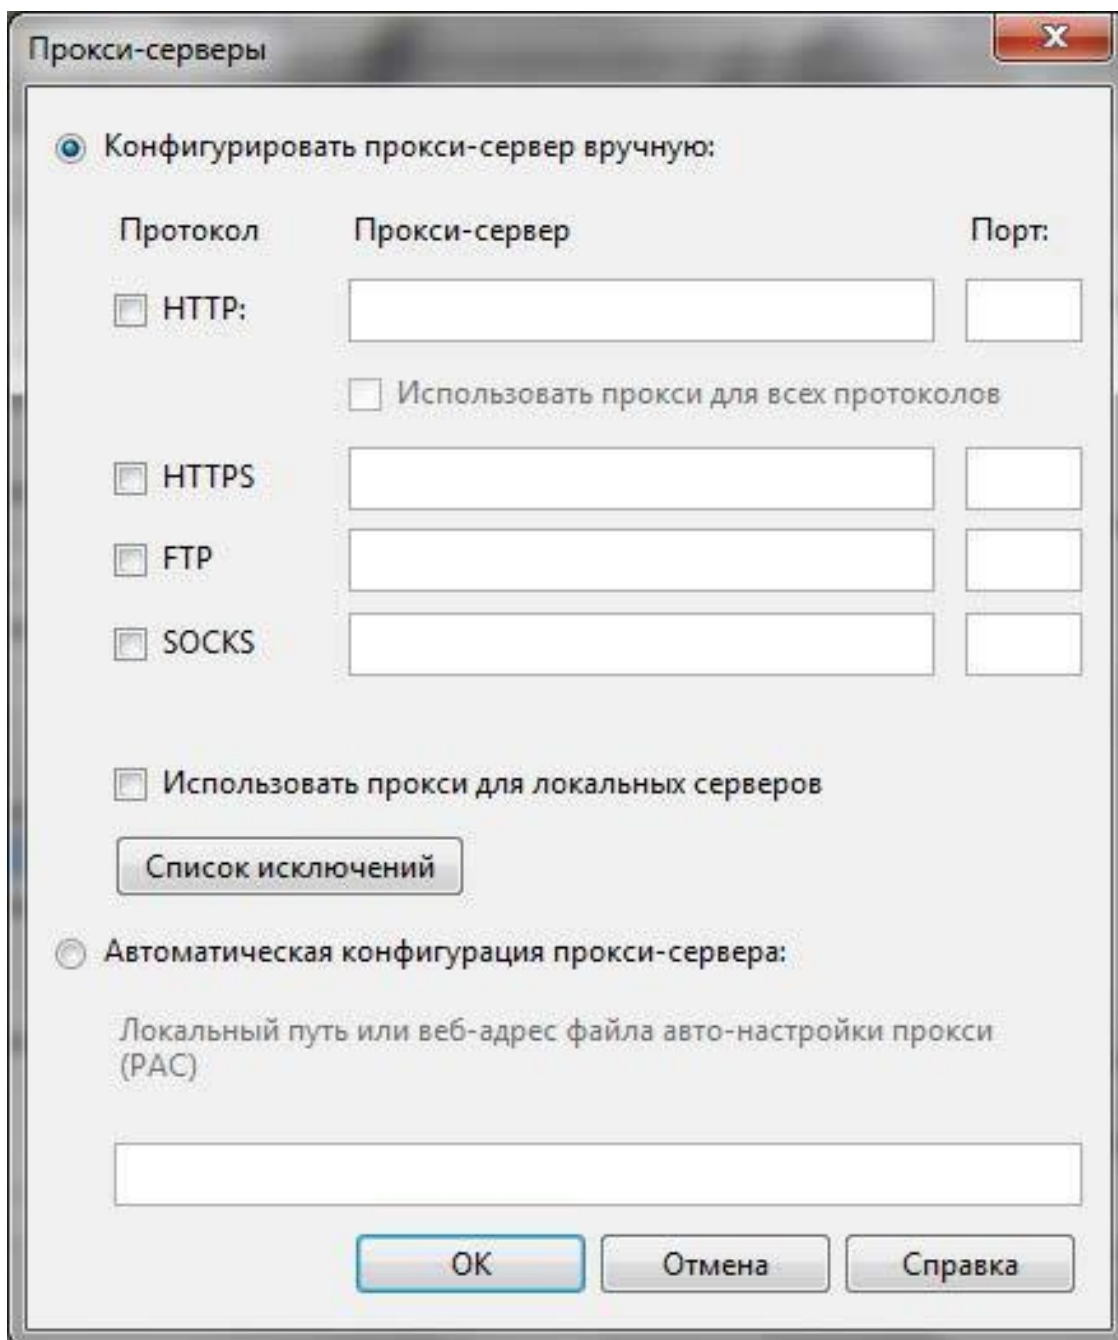 Прокси-серверы
Конфигурировать прокси-сервер вручную:
Протокол Прокси-сервер Порт:
HTTP:
Использовать прокси для всех протоколов
HTTPS
FTP
SOCKS
Использовать прокси для локальных серверов
Список исключений
Автоматическая конфигурация прокси-сервера:
Локальный путь или веб-адрес файла авто-настройки прокси
(PAC)
OK Отмена Справка